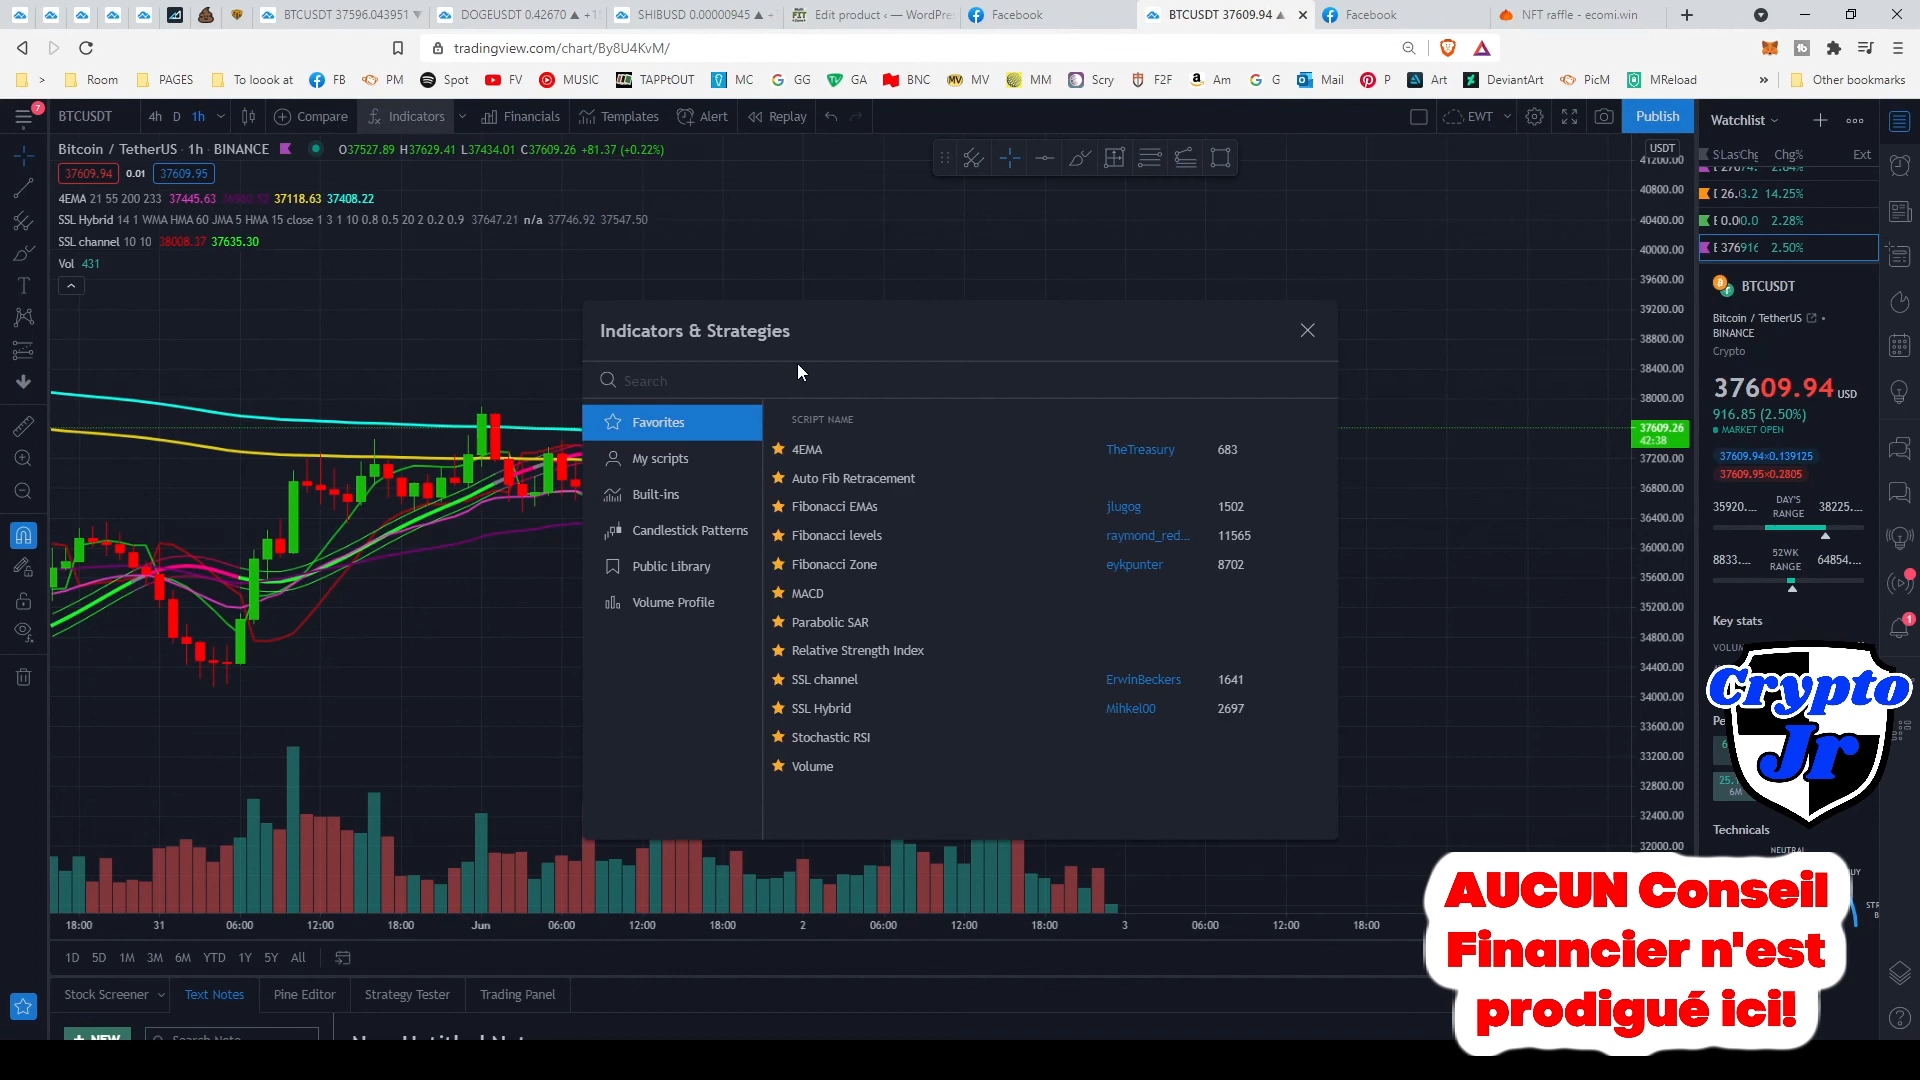 BTCUSDT 37596.043951
DOGEUSDT 0.42670
SHIBUSD 0.00000945
Edit product ‹ — WordPre
Facebook
BTCUSDT 37609.94
Facebook
NFT raffle - ecomi.win
tradingview.com/chart/By8U4KvM/
Room
PAGES
To loook at
FB
PM
Spot
FV
MUSIC
TAPPtOUT
MC
GG
GA
BNC
MV
MM
Scry
F2F
Am
G
Mail
P
Art
DeviantArt
PicM
MReload
Other bookmarks
7
BTCUSDT
4h D 1h
Compare
Indicators
Financials
Templates
Alert
Replay
EWT
Publish
Watchlist
Bitcoin / TetherUS · 1h · BINANCE
O37527.89 H37629.41 L37434.01 C37609.26 +81.37 (+0.22%)
37609.94 0.01 37609.95
4EMA 21 55 200 233 37445.63 37118.63 37408.22
SSL Hybrid 14 1 WMA HMA 60 JMA 5 HMA 15 close 1 3 1 10 0.8 0.5 20 2 0.2 0.9 37647.21 n/a 37746.92 37547.50
SSL channel 10 10 38008.37 37635.30
Vol 431
Indicators & Strategies
Search
Favorites
My scripts
Built-ins
Candlestick Patterns
Public Library
Volume Profile
SCRIPT NAME
4EMA TheTreasury 683
Auto Fib Retracement
Fibonacci EMAs jlugog 1502
Fibonacci levels raymond_red... 11565
Fibonacci Zone eykpunter 8702
MACD
Parabolic SAR
Relative Strength Index
SSL channel ErwinBeckers 1641
SSL Hybrid Mihkel00 2697
Stochastic RSI
Volume
USDT
41200.00
40800.00
40400.00
40000.00
39600.00
39200.00
38800.00
38400.00
38000.00
37609.26
42:38
37200.00
36800.00
36400.00
36000.00
35600.00
35200.00
34800.00
34400.00
34000.00
33600.00
33200.00
32800.00
32400.00
32000.00
Chg% Ext
14.25%
2.28%
2.50%
BTCUSDT
Bitcoin / TetherUS
BINANCE
Crypto
37609.94 USD
916.85 (2.50%)
MARKET OPEN
37609.94×0.139125
37609.95×0.2805
35920.... DAY'S RANGE 38225....
8833.... 52WK RANGE 64854....
Key stats
Technicals
NEUTRAL
1
Crypto
Jr
AUCUN Conseil
Financier n'est
prodigué ici!
18:00 31 06:00 12:00 18:00 Jun 06:00 12:00 18:00 2 06:00 12:00 18:00 3 06:00 12:00 18:00
1D 5D 1M 3M 6M YTD 1Y 5Y All
Stock Screener
Text Notes
Pine Editor
Strategy Tester
Trading Panel